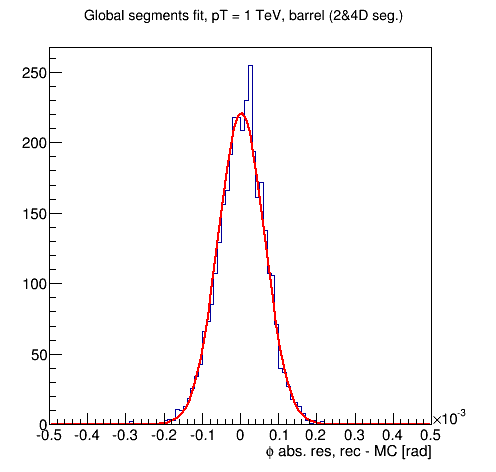 Global segments fit, pT = 1 TeV, barrel (2&4D seg.)
250
200
150
100
50
0
-0.5 -0.4 -0.3 -0.2 -0.1 0 0.1 0.2 0.3 0.4 0.5
×10⁻³
ϕ abs. res, rec - MC [rad]